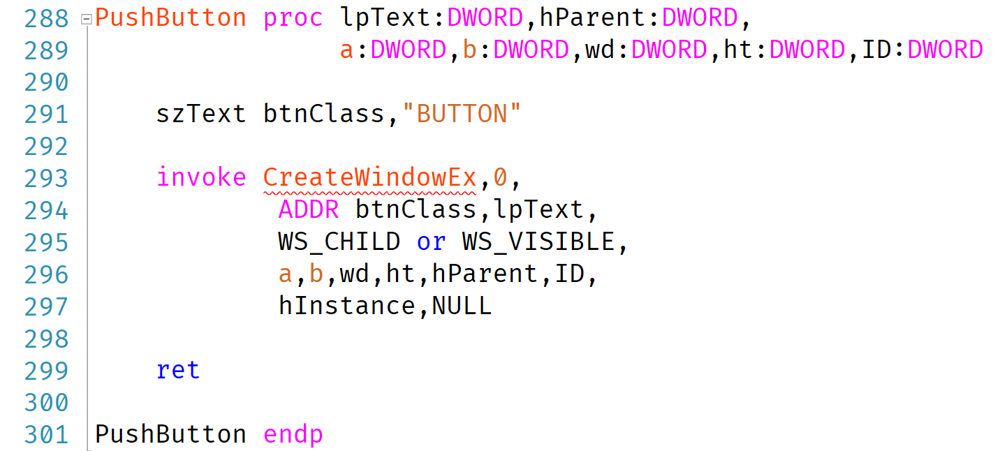 288 PushButton proc lpText:DWORD,hParent:DWORD,
289                 a:DWORD,b:DWORD,wd:DWORD,ht:DWORD,ID:DWORD
290
291     szText btnClass,"BUTTON"
292
293     invoke CreateWindowEx,0,
294             ADDR btnClass,lpText,
295             WS_CHILD or WS_VISIBLE,
296             a,b,wd,ht,hParent,ID,
297             hInstance,NULL
298
299     ret
300
301 PushButton endp